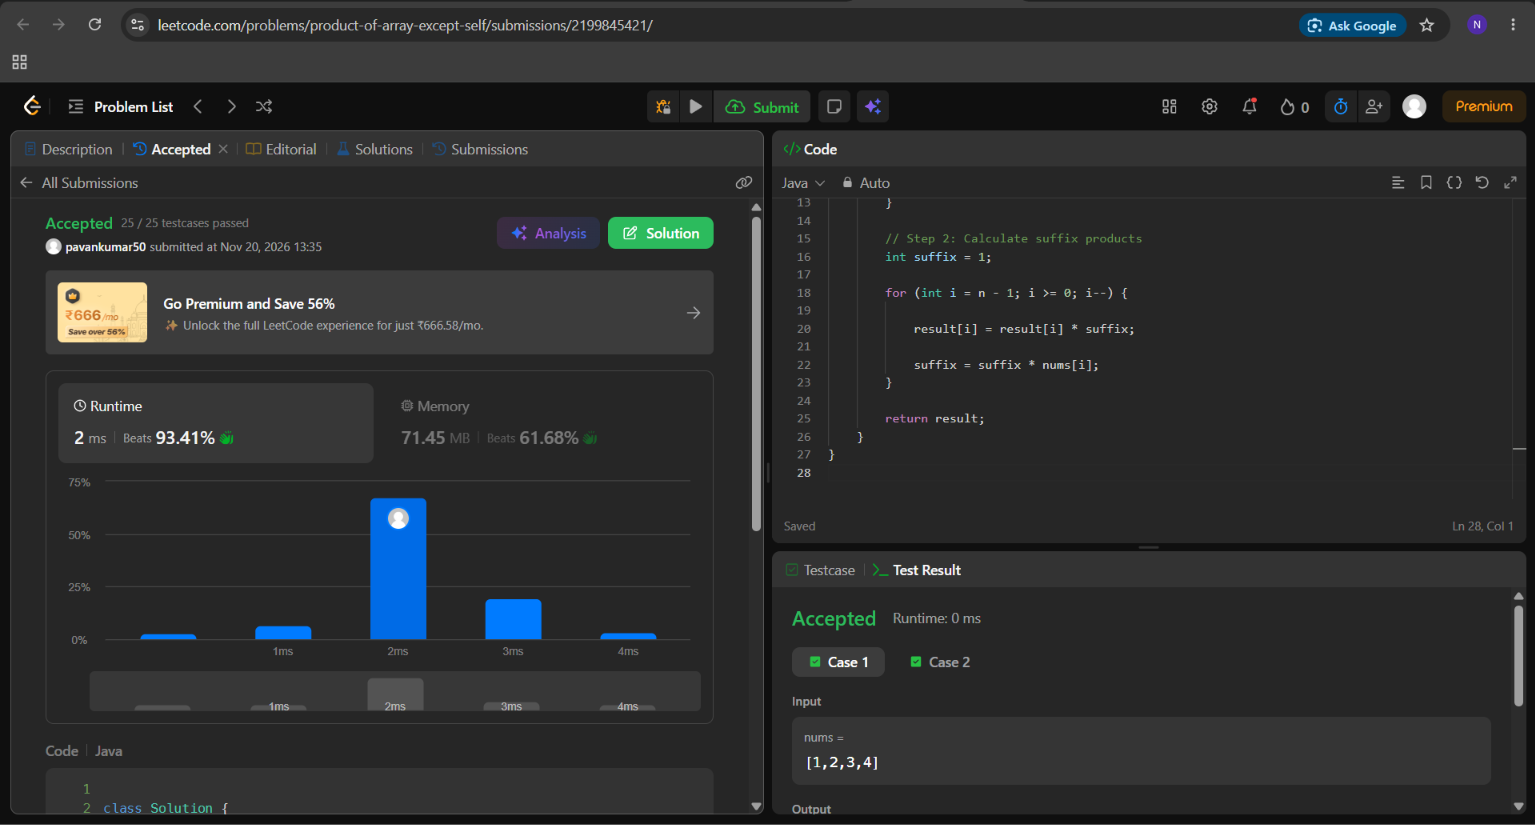 leetcode.com/problems/product-of-array-except-self/submissions/2199845421/
Ask Google
N
Problem List
Submit
0
Premium
Description
Accepted
Editorial
Solutions
Submissions
All Submissions
Accepted 25 / 25 testcases passed
pavankumar50 submitted at Nov 20, 2026 13:35
Analysis
Solution
₹666/mo
Save over 56%
Go Premium and Save 56%
Unlock the full LeetCode experience for just ₹666.58/mo.
Runtime
2 ms | Beats 93.41%
Memory
71.45 MB | Beats 61.68%
75%
50%
25%
0%
1ms 2ms 3ms 4ms
1ms 2ms 3ms 4ms
Code | Java
1
2 class Solution {
</> Code
Java Auto
13 }
14
15 // Step 2: Calculate suffix products
16 int suffix = 1;
17
18 for (int i = n - 1; i >= 0; i--) {
19
20 result[i] = result[i] * suffix;
21
22 suffix = suffix * nums[i];
23 }
24
25 return result;
26 }
27 }
28
Saved
Ln 28, Col 1
Testcase
Test Result
Accepted Runtime: 0 ms
Case 1 Case 2
Input
nums =
[1,2,3,4]
Output